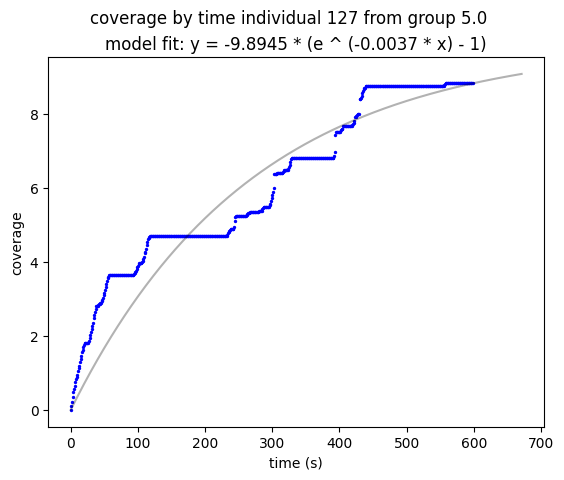 coverage by time individual 127 from group 5.0
model fit: y = -9.8945 * (e ^ (-0.0037 * x) - 1)
coverage
8
6
4
2
0
0 100 200 300 400 500 600 700
time (s)